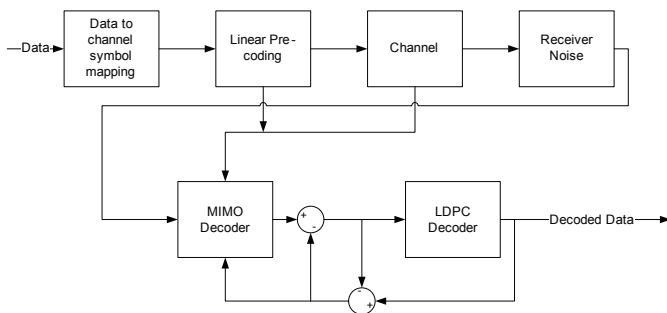 Data
Data to
channel
symbol
mapping
Linear Pre-
coding
Channel
Receiver
Noise
MIMO
Decoder
+
-
LDPC
Decoder
Decoded Data
-
+